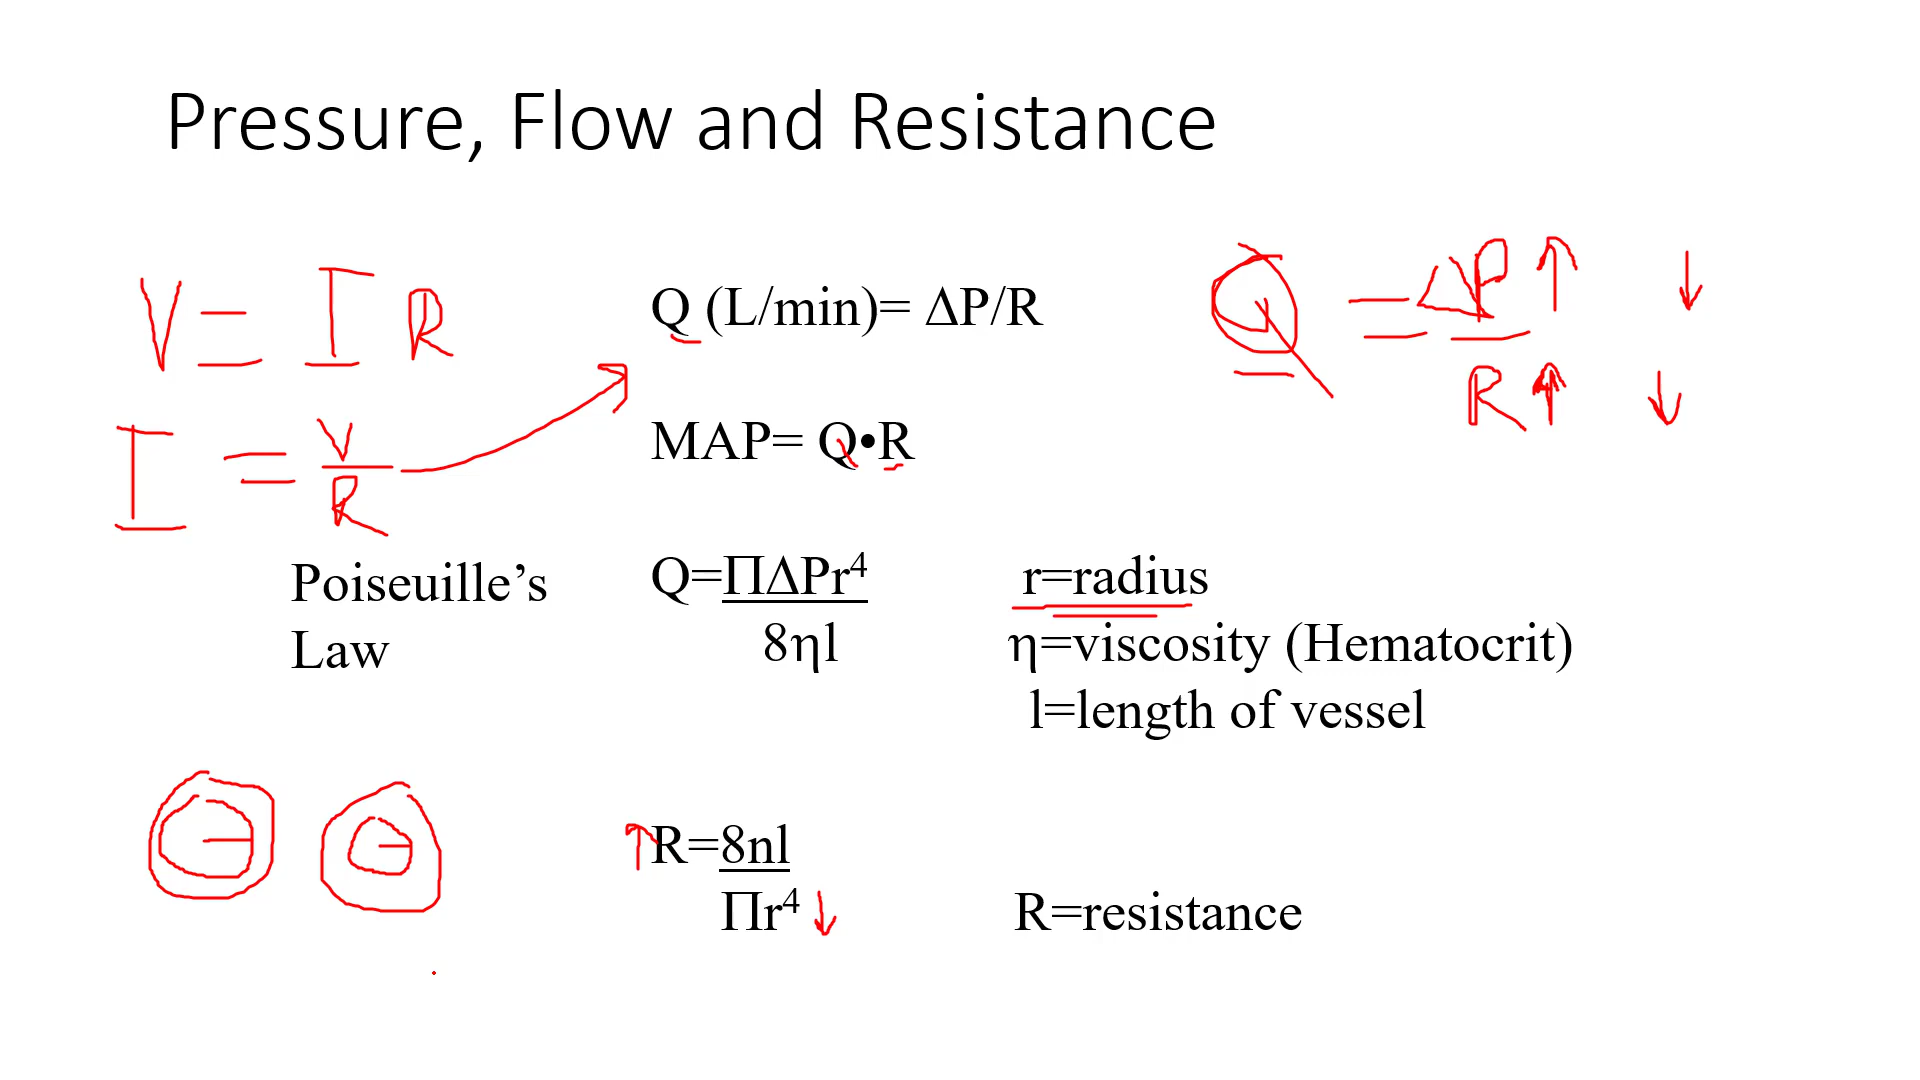 Pressure, Flow and Resistance
V = I R
Q (L/min)= ΔP/R
Q = ΔP ↑ ↓
R ↑ ↓
I = V
R
MAP= Q•R
Poiseuille’s
Law
Q=ΠΔPr⁴
8ηl
r=radius
η=viscosity (Hematocrit)
l=length of vessel
↑R=8nl
Πr⁴ ↓
R=resistance